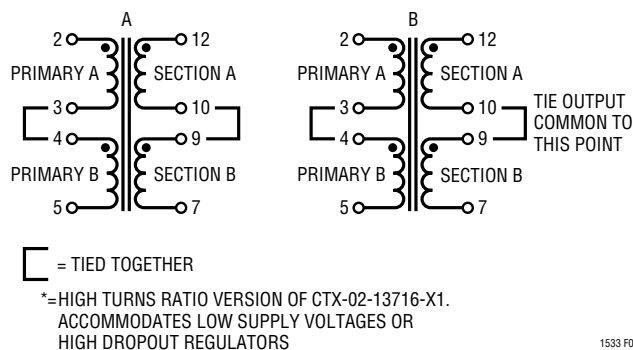 A
B
2
12
2
12
PRIMARY A
SECTION A
PRIMARY A
SECTION A
3
10
3
10
TIE OUTPUT
COMMON TO
THIS POINT
4
9
4
9
PRIMARY B
SECTION B
PRIMARY B
SECTION B
5
7
5
7
= TIED TOGETHER
*=HIGH TURNS RATIO VERSION OF CTX-02-13716-X1.
ACCOMMODATES LOW SUPPLY VOLTAGES OR
HIGH DROPOUT REGULATORS
1533 F0